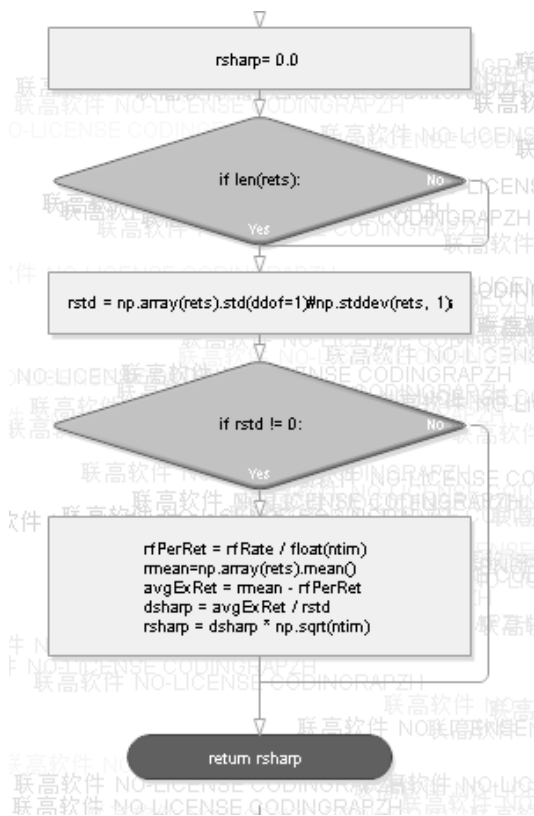 rsharp= 0.0
if len(rets):
No
Yes
rstd = np.array(rets).std(ddof=1)#np.stddev(rets, 1)
if rstd != 0:
No
Yes
rfPerRet = rfRate / float(ntim)
rmean=np.array(rets).mean()
avgExRet = rmean - rfPerRet
dsharp = avgExRet / rstd
rsharp = dsharp * np.sqrt(ntim)
return rsharp
联高软件 NO-LICENSE CODINGRAPZH